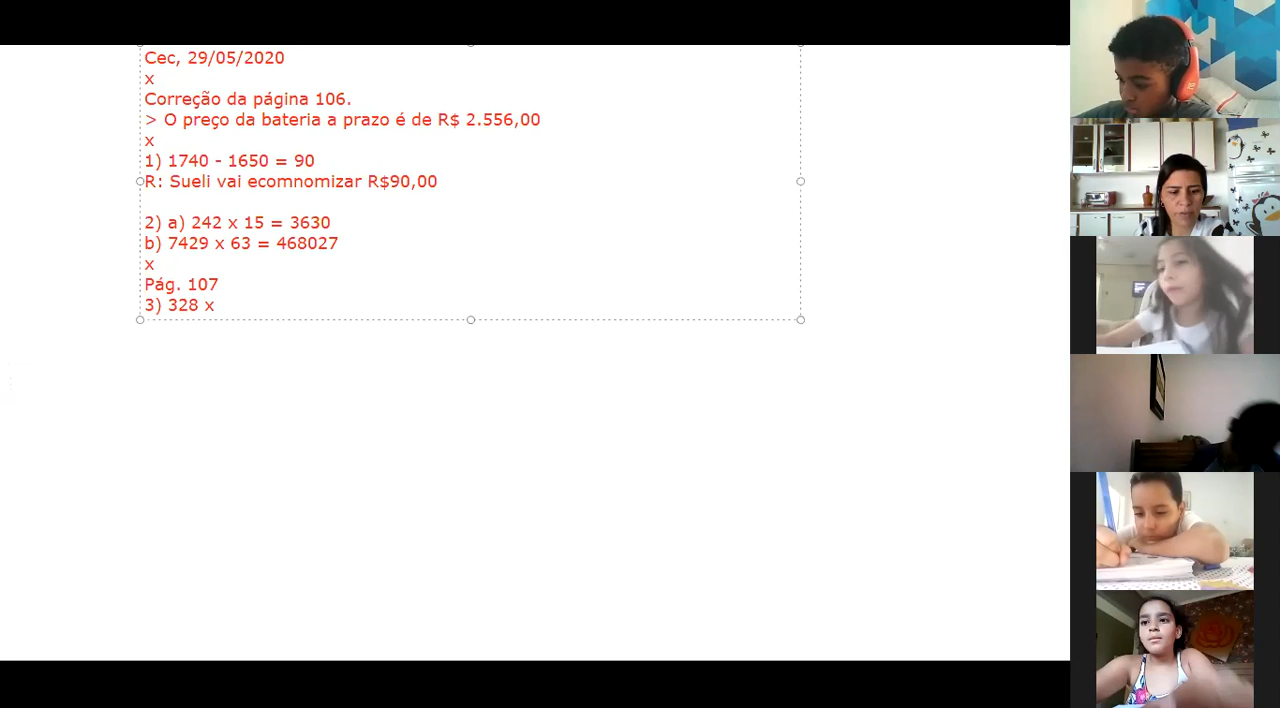 Cec, 29/05/2020
x
Correção da página 106.
> O preço da bateria a prazo é de R$ 2.556,00
x
1) 1740 - 1650 = 90
R: Sueli vai ecomnomizar R$90,00
2) a) 242 x 15 = 3630
b) 7429 x 63 = 468027
x
Pág. 107
3) 328 x